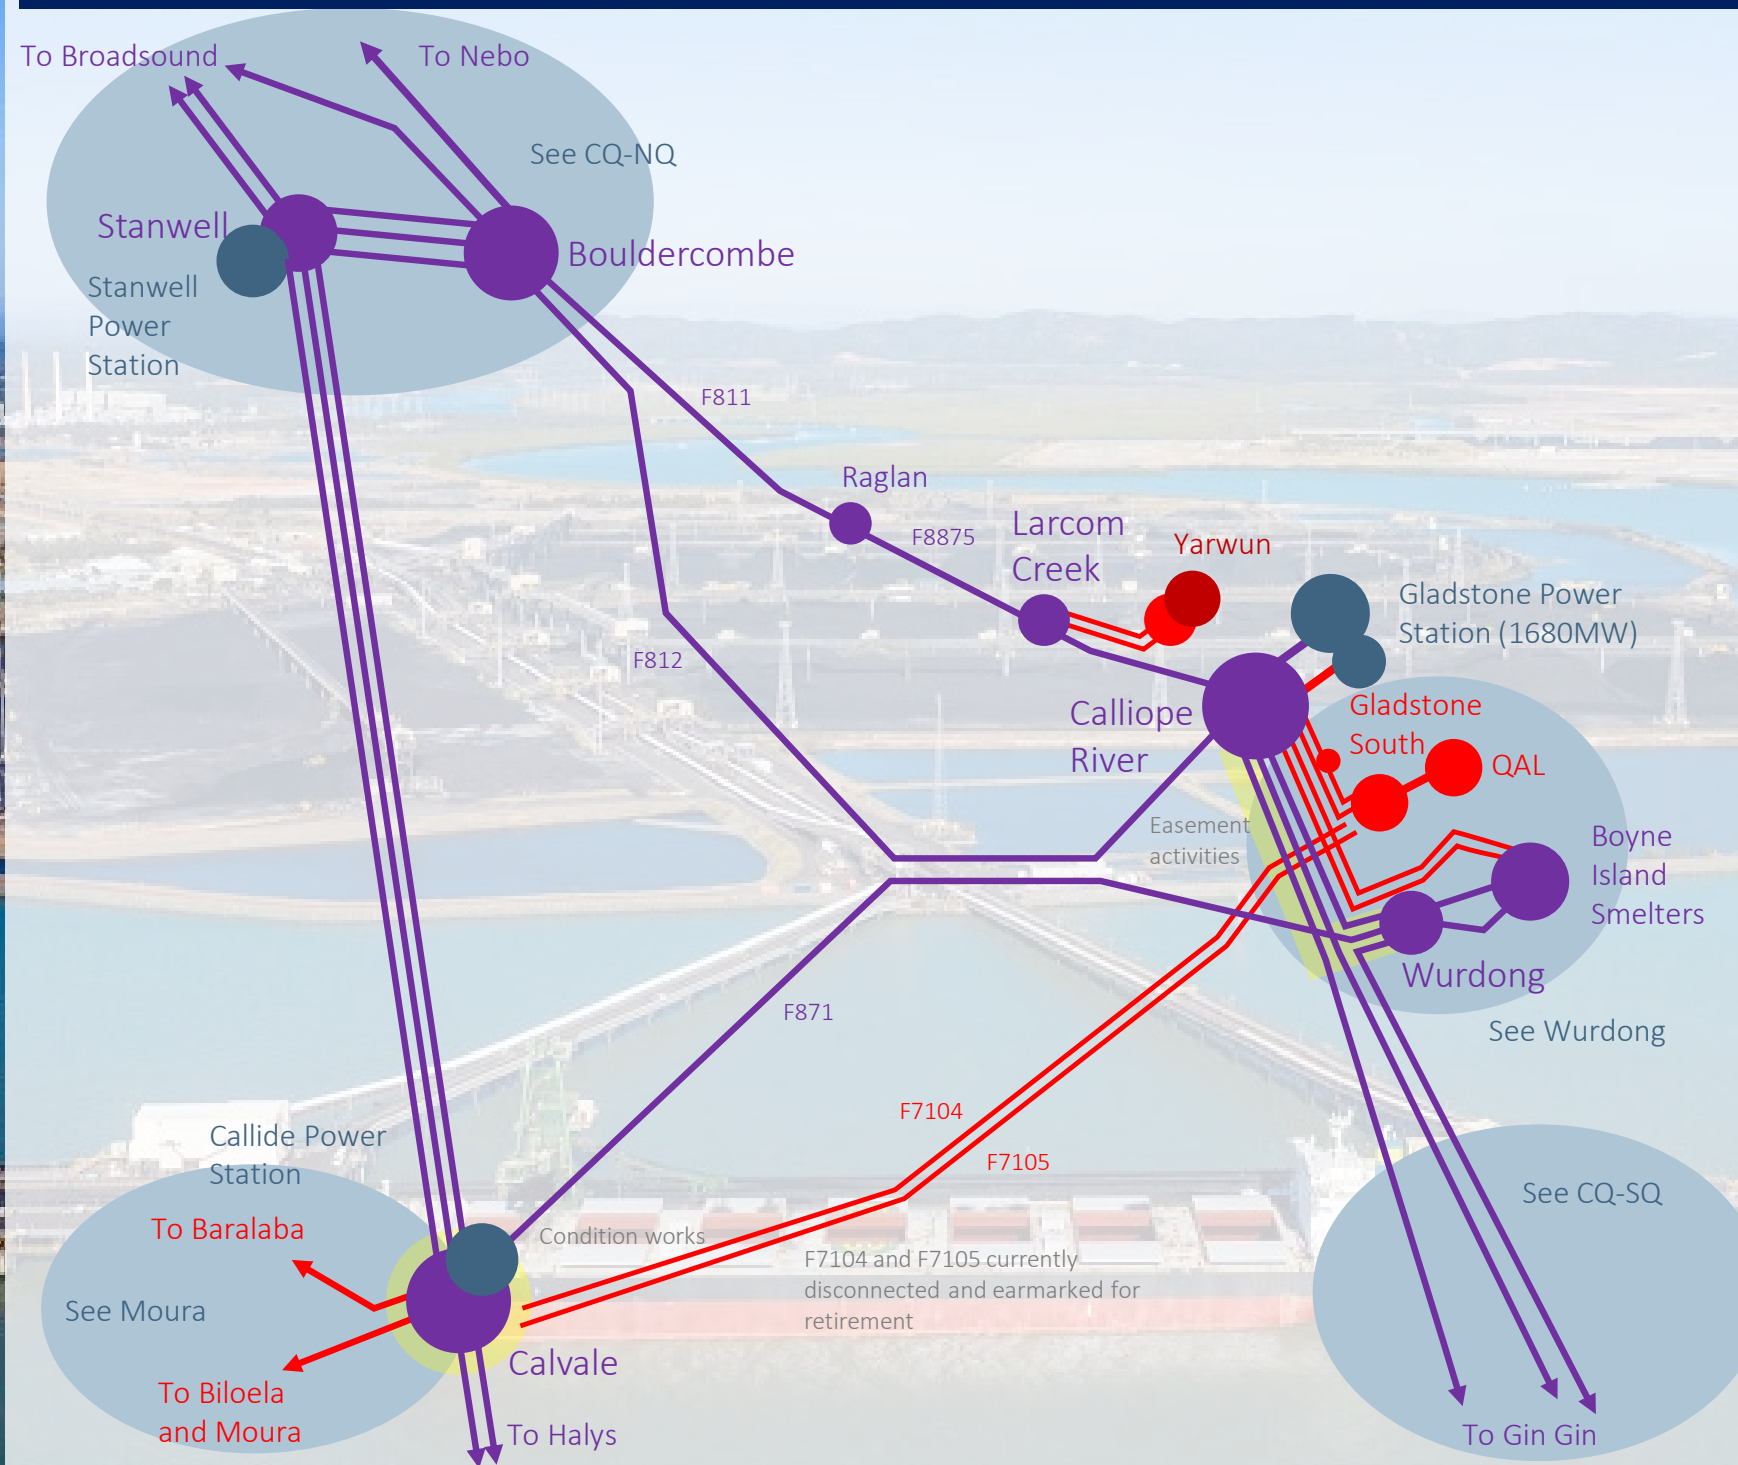 To Broadsound
To Nebo
See CQ-NQ
Stanwell
Bouldercombe
Stanwell
Power
Station
F811
Raglan
F8875
Larcom
Creek
Yarwun
Gladstone Power
Station (1680MW)
F812
Calliope
River
Gladstone
South
QAL
Easement
activities
Boyne
Island
Smelters
Wurdong
See Wurdong
F871
F7104
F7105
Callide Power
Station
To Baralaba
See Moura
Condition works
F7104 and F7105 currently
disconnected and earmarked for
retirement
See CQ-SQ
Calvale
To Biloela
and Moura
To Halys
To Gin Gin